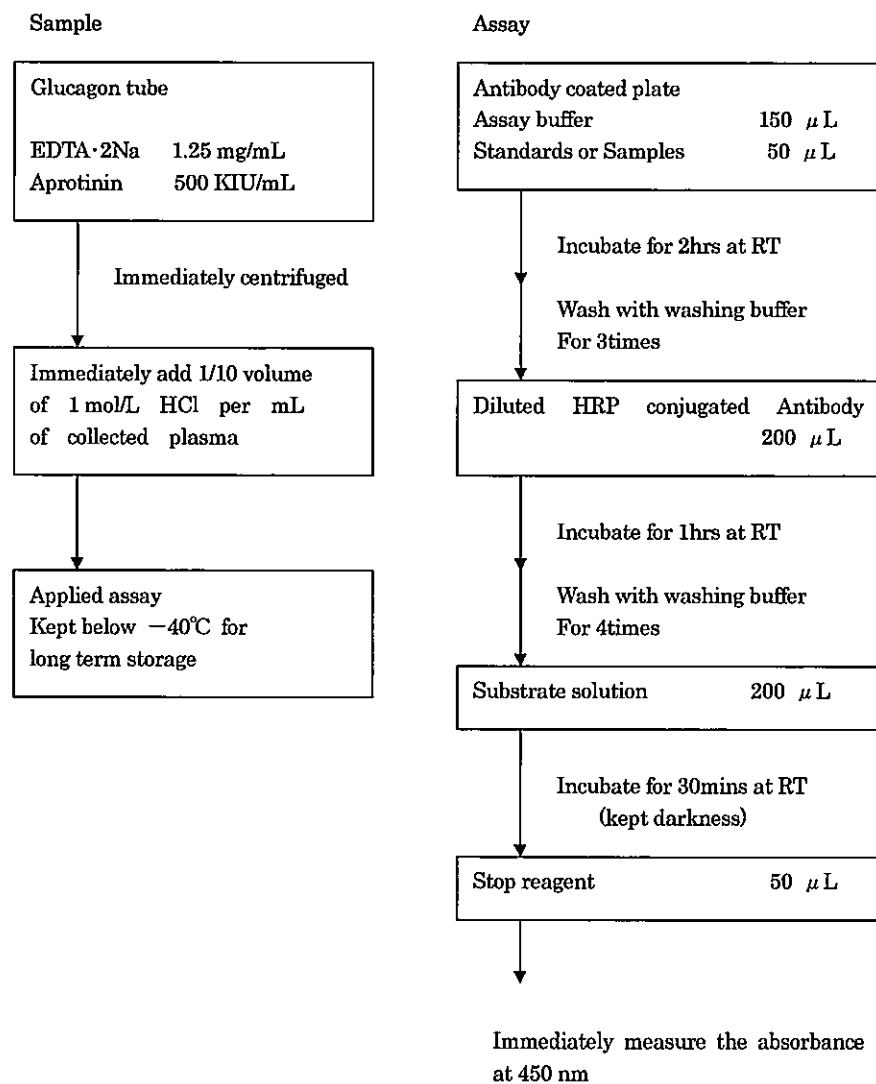 Sample
Glucagon tube
EDTA·2Na 1.25 mg/mL
Aprotinin 500 KIU/mL
Immediately centrifuged
Immediately add 1/10 volume
of 1 mol/L HCl per mL
of collected plasma
Applied assay
Kept below −40℃ for
long term storage
Assay
Antibody coated plate
Assay buffer 150 μL
Standards or Samples 50 μL
Incubate for 2hrs at RT
Wash with washing buffer
For 3times
Diluted HRP conjugated Antibody
200 μL
Incubate for 1hrs at RT
Wash with washing buffer
For 4times
Substrate solution 200 μL
Incubate for 30mins at RT
(kept darkness)
Stop reagent 50 μL
Immediately measure the absorbance
at 450 nm